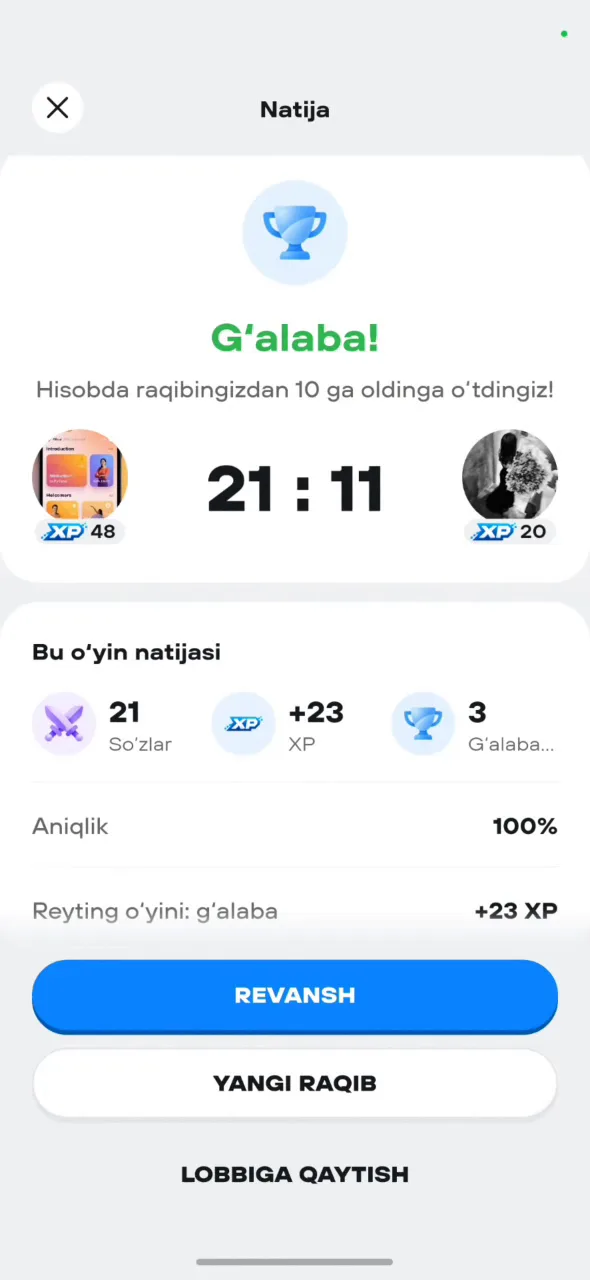 Natija
G‘alaba!
Hisobda raqibingizdan 10 ga oldinga o‘tdingiz!
21 : 11
XP 48
XP 20
Bu o‘yin natijasi
21
So‘zlar
XP
+23
XP
3
G‘alaba...
Aniqlik
100%
Reyting o‘yini: g‘alaba
+23 XP
REVANSH
YANGI RAQIB
LOBBIGA QAYTISH